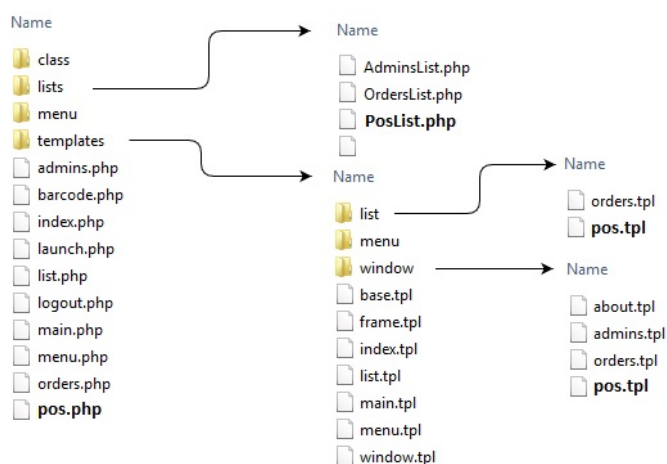 Name
class
lists
menu
templates
admins.php
barcode.php
index.php
launch.php
list.php
logout.php
main.php
menu.php
orders.php
pos.php
Name
AdminsList.php
OrdersList.php
PosList.php
Name
list
menu
window
base.tpl
frame.tpl
index.tpl
list.tpl
main.tpl
menu.tpl
window.tpl
Name
orders.tpl
pos.tpl
Name
about.tpl
admins.tpl
orders.tpl
pos.tpl